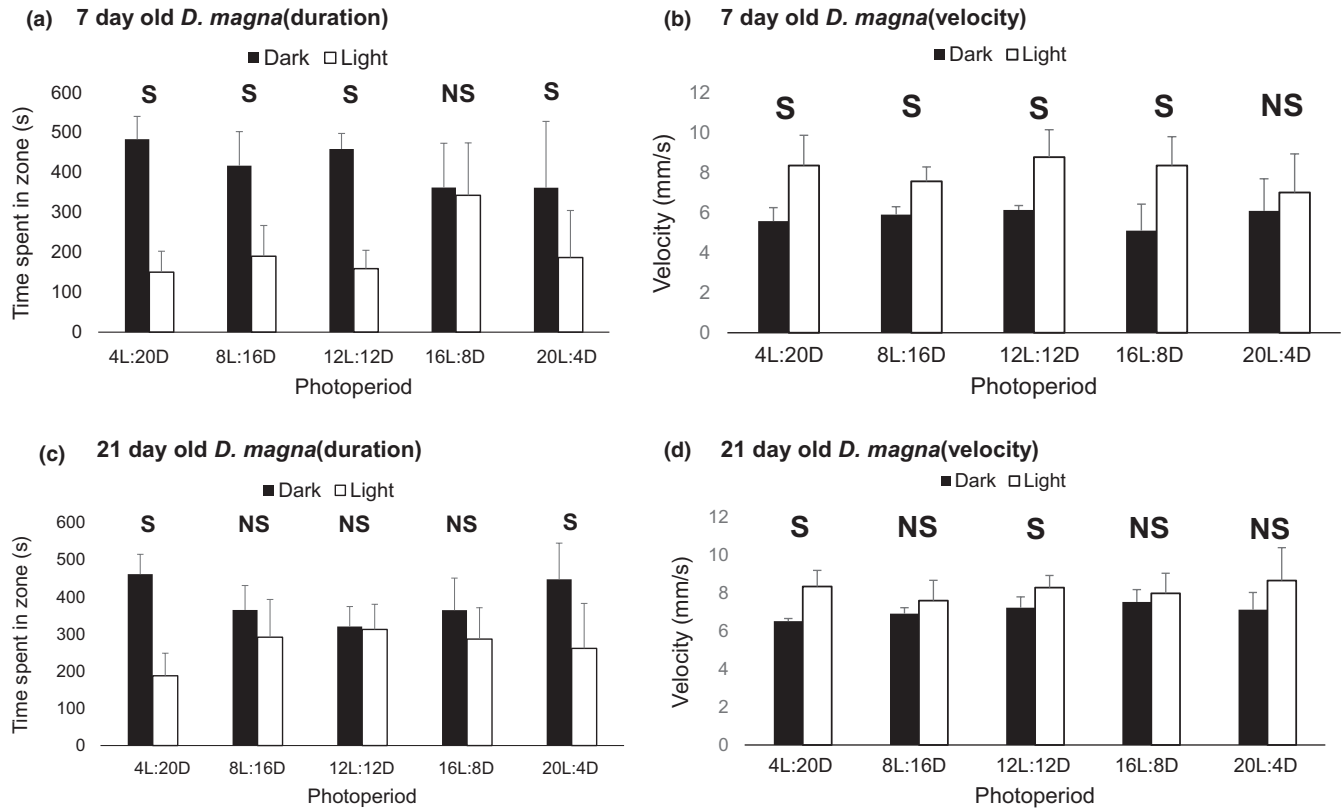 (a) 7 day old D. magna(duration)
Dark Light
Time spent in zone (s)
600
500
400
300
200
100
0
S S S NS S
4L:20D 8L:16D 12L:12D 16L:8D 20L:4D
Photoperiod
(b) 7 day old D. magna(velocity)
Dark Light
Velocity (mm/s)
12
10
8
6
4
2
0
S S S S NS
4L:20D 8L:16D 12L:12D 16L:8D 20L:4D
Photoperiod
(c) 21 day old D. magna(duration)
Dark Light
Time spent in zone (s)
600
500
400
300
200
100
0
S NS NS NS S
4L:20D 8L:16D 12L:12D 16L:8D 20L:4D
Photoperiod
(d) 21 day old D. magna(velocity)
Dark Light
Velocity (mm/s)
12
10
8
6
4
2
0
S NS S NS NS
4L:20D 8L:16D 12L:12D 16L:8D 20L:4D
Photoperiod